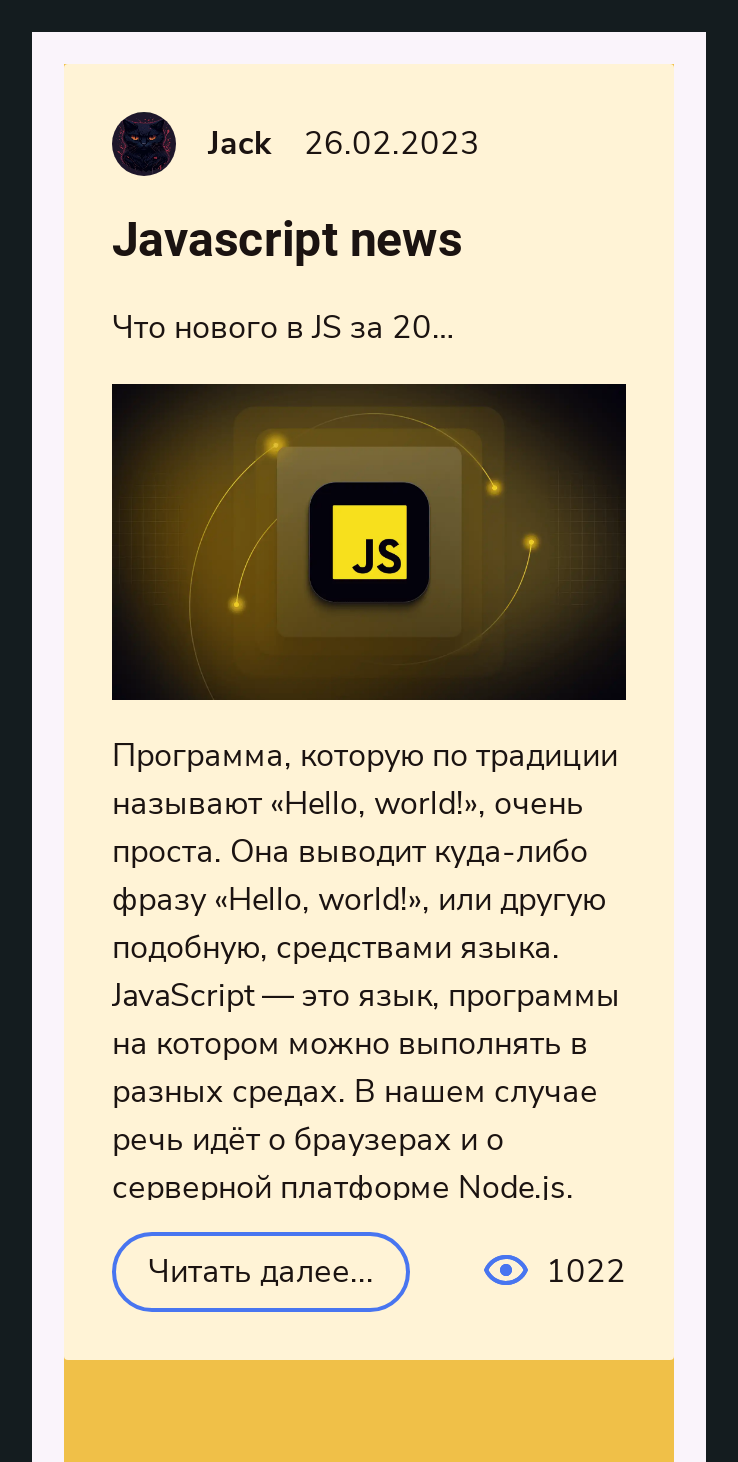 Jack 26.02.2023
Javascript news
Что нового в JS за 20...
JS
Программа, которую по традиции
называют «Hello, world!», очень
проста. Она выводит куда-либо
фразу «Hello, world!», или другую
подобную, средствами языка.
JavaScript — это язык, программы
на котором можно выполнять в
разных средах. В нашем случае
речь идёт о браузерах и о
серверной платформе Node.js.
Читать далее... 1022